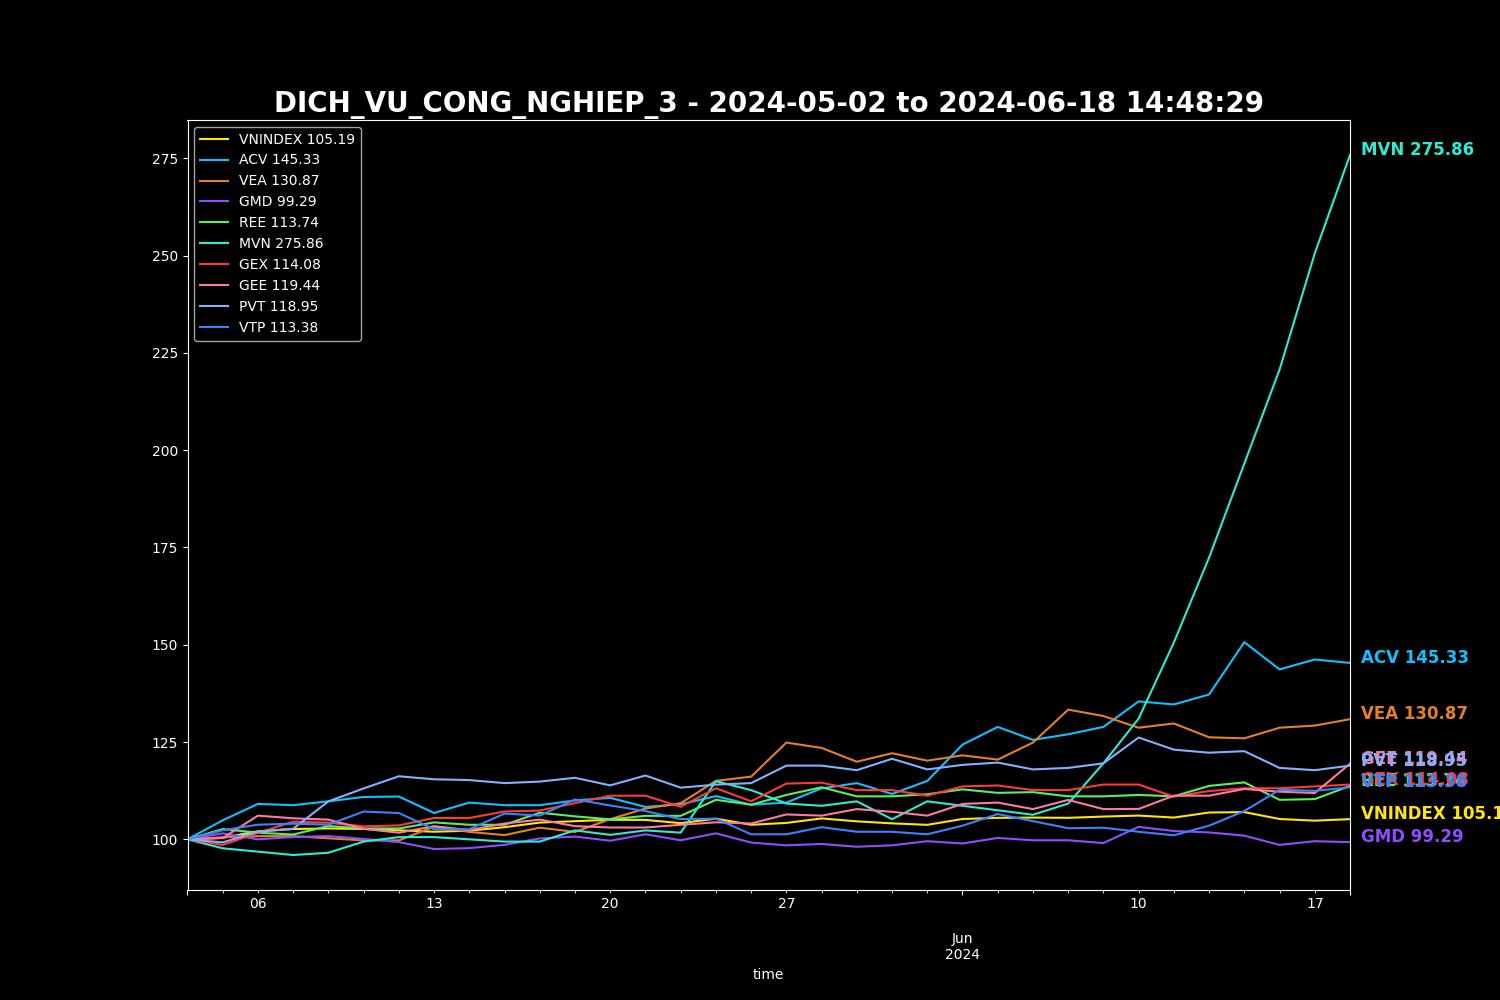 DICH_VU_CONG_NGHIEP_3 - 2024-05-02 to 2024-06-18 14:48:29
VNINDEX 105.19
ACV 145.33
VEA 130.87
GMD 99.29
REE 113.74
MVN 275.86
GEX 114.08
GEE 119.44
PVT 118.95
VTP 113.38
275
250
225
200
175
150
125
100
MVN 275.86
ACV 145.33
VEA 130.87
VNINDEX 105.1
GMD 99.29
06
13
20
27
10
17
Jun
2024
time